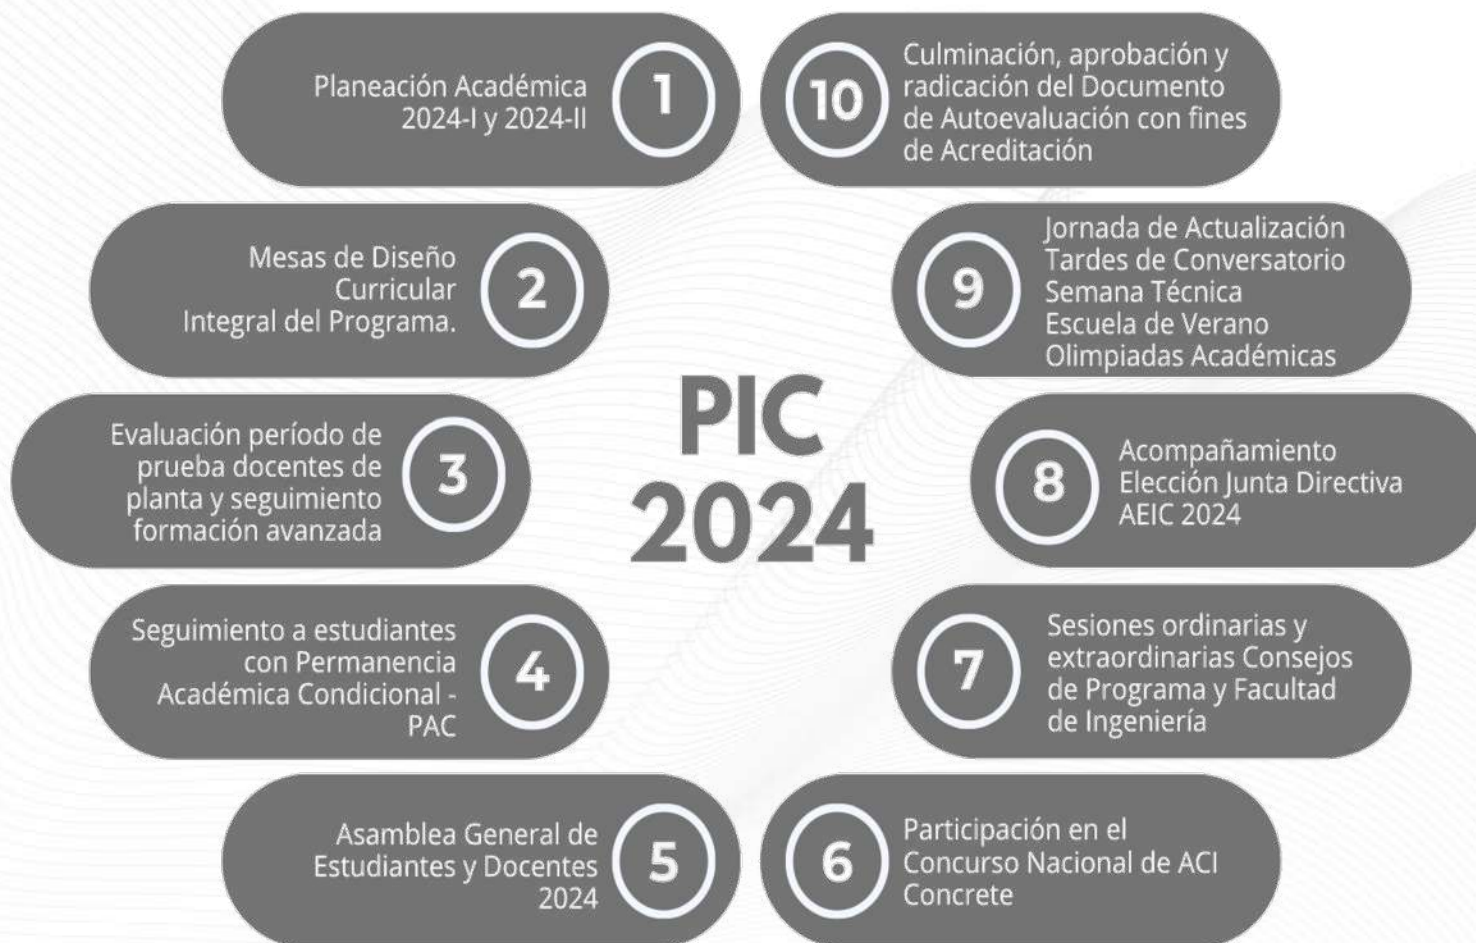 Planeación Académica
2024-I y 2024-II
1
Mesas de Diseño
Curricular
Integral del Programa.
2
Evaluación período de
prueba docentes de
planta y seguimiento
formación avanzada
3
Seguimiento a estudiantes
con Permanencia
Académica Condicional -
PAC
4
Asamblea General de
Estudiantes y Docentes
2024
5
PIC
2024
6
Participación en el
Concurso Nacional de ACI
Concrete
7
Sesiones ordinarias y
extraordinarias Consejos
de Programa y Facultad
de Ingeniería
8
Acompañamiento
Elección Junta Directiva
AEIC 2024
9
Jornada de Actualización
Tardes de Conversatorio
Semana Técnica
Escuela de Verano
Olimpiadas Académicas
10
Culminación, aprobación y
radicación del Documento
de Autoevaluación con fines
de Acreditación